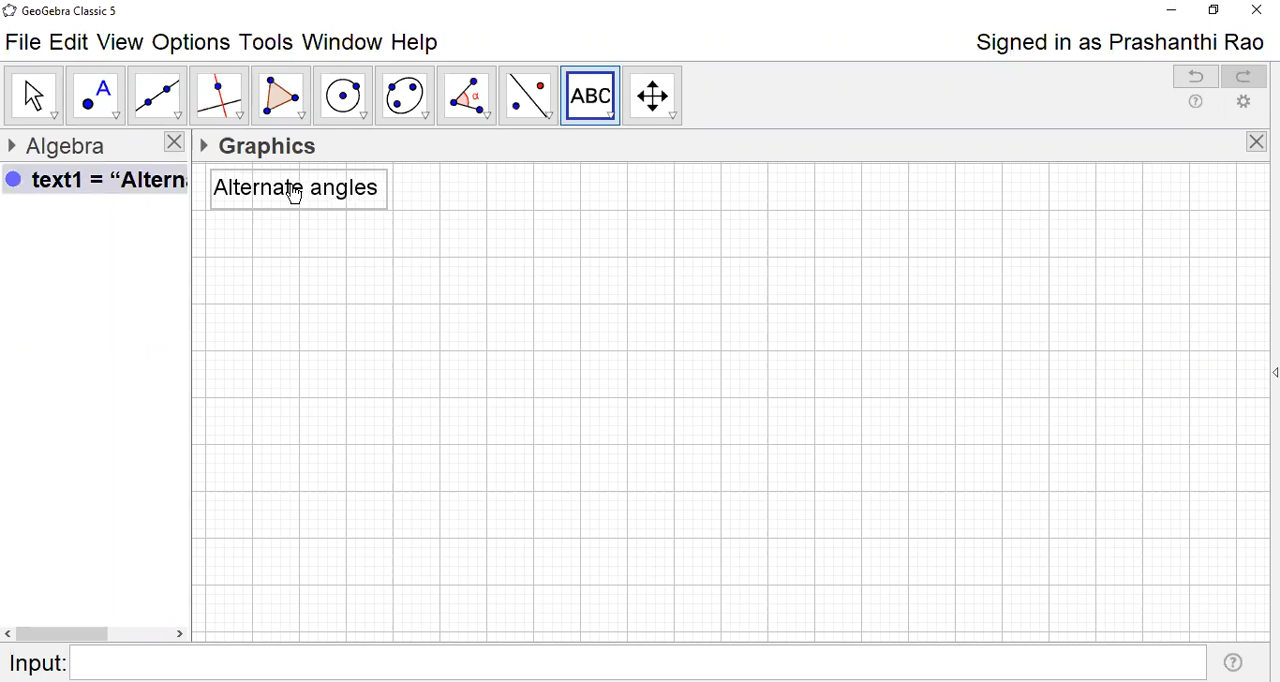 GeoGebra Classic 5
File Edit View Options Tools Window Help
Signed in as Prashanthi Rao
A
α
ABC
Algebra
Graphics
text1 = “Altern
Alternate angles
Input: